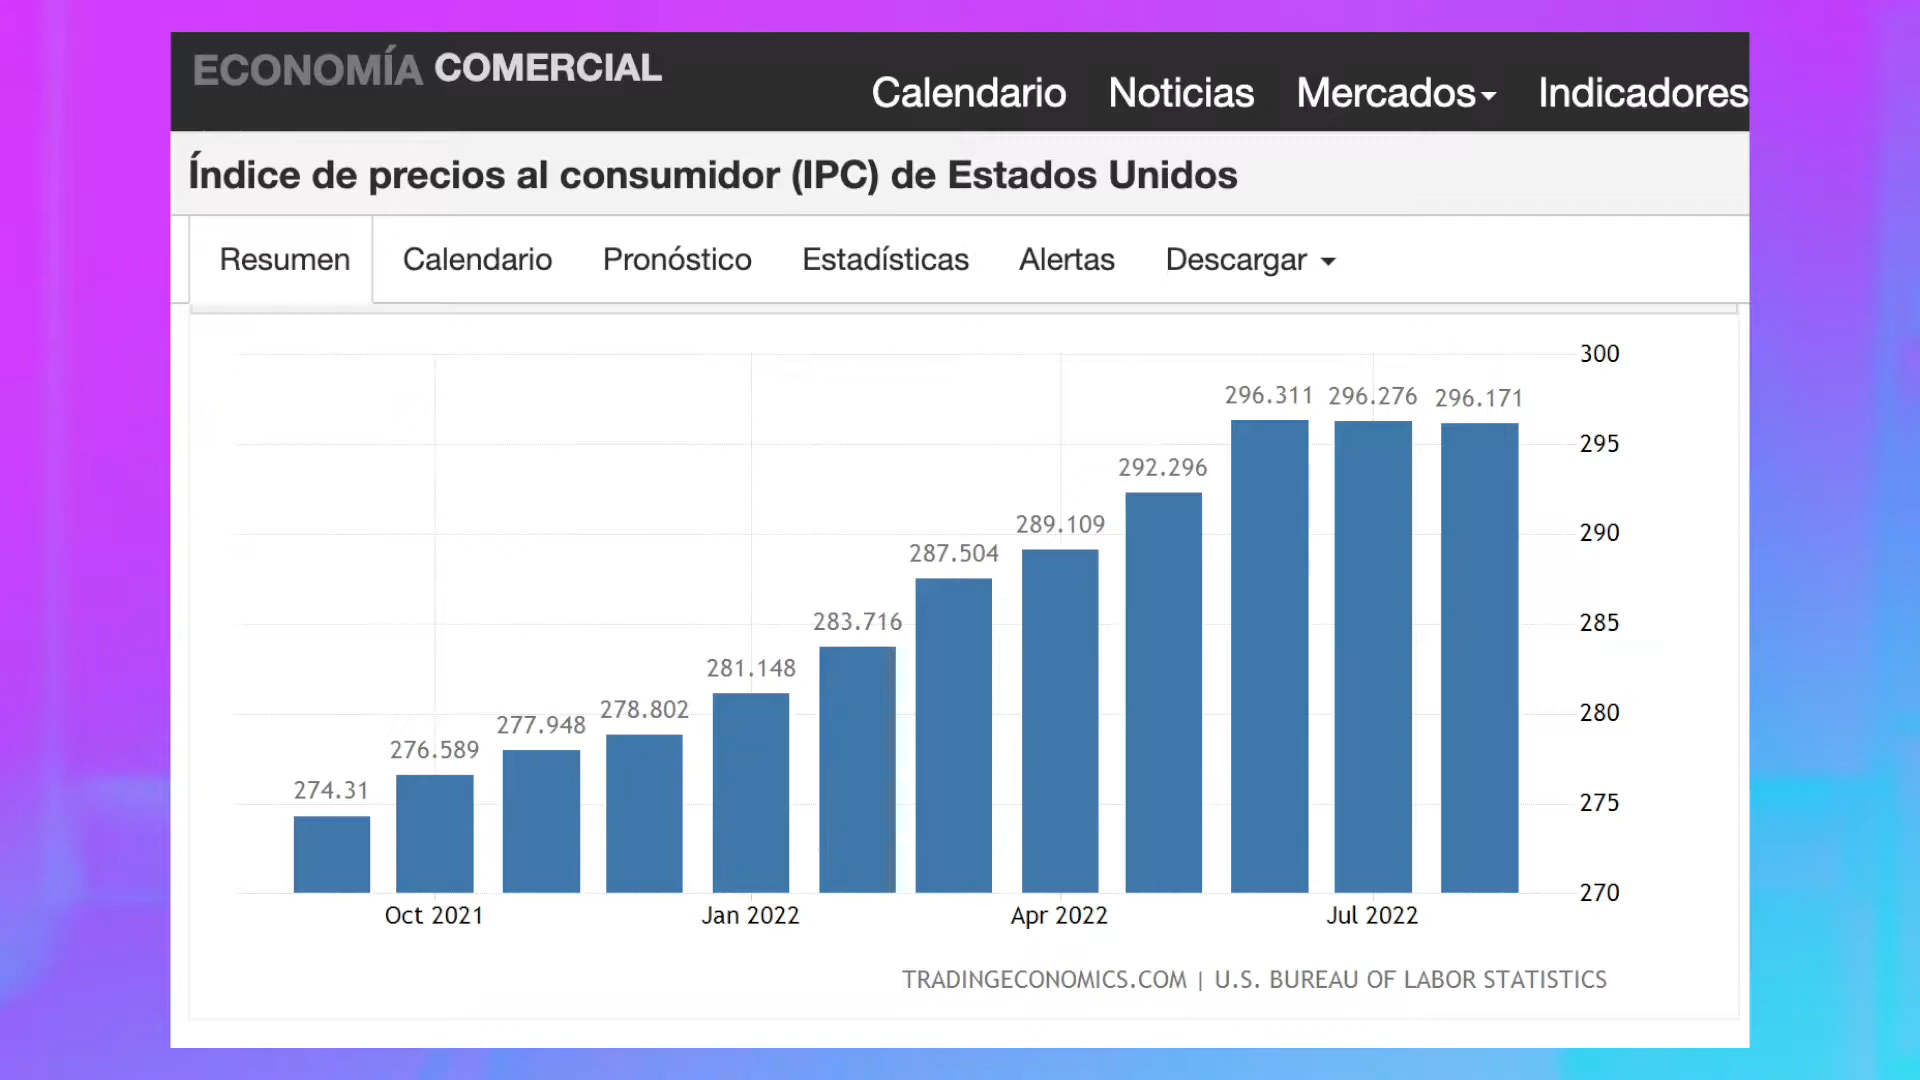 ECONOMÍA COMERCIAL
Calendario Noticias Mercados Indicadores
Índice de precios al consumidor (IPC) de Estados Unidos
Resumen Calendario Pronóstico Estadísticas Alertas Descargar
300
296.311 296.276 296.171
295
292.296
290
289.109
287.504
285
283.716
281.148
280
278.802
277.948
276.589
275
274.31
270
Oct 2021 Jan 2022 Apr 2022 Jul 2022
TRADINGECONOMICS.COM | U.S. BUREAU OF LABOR STATISTICS